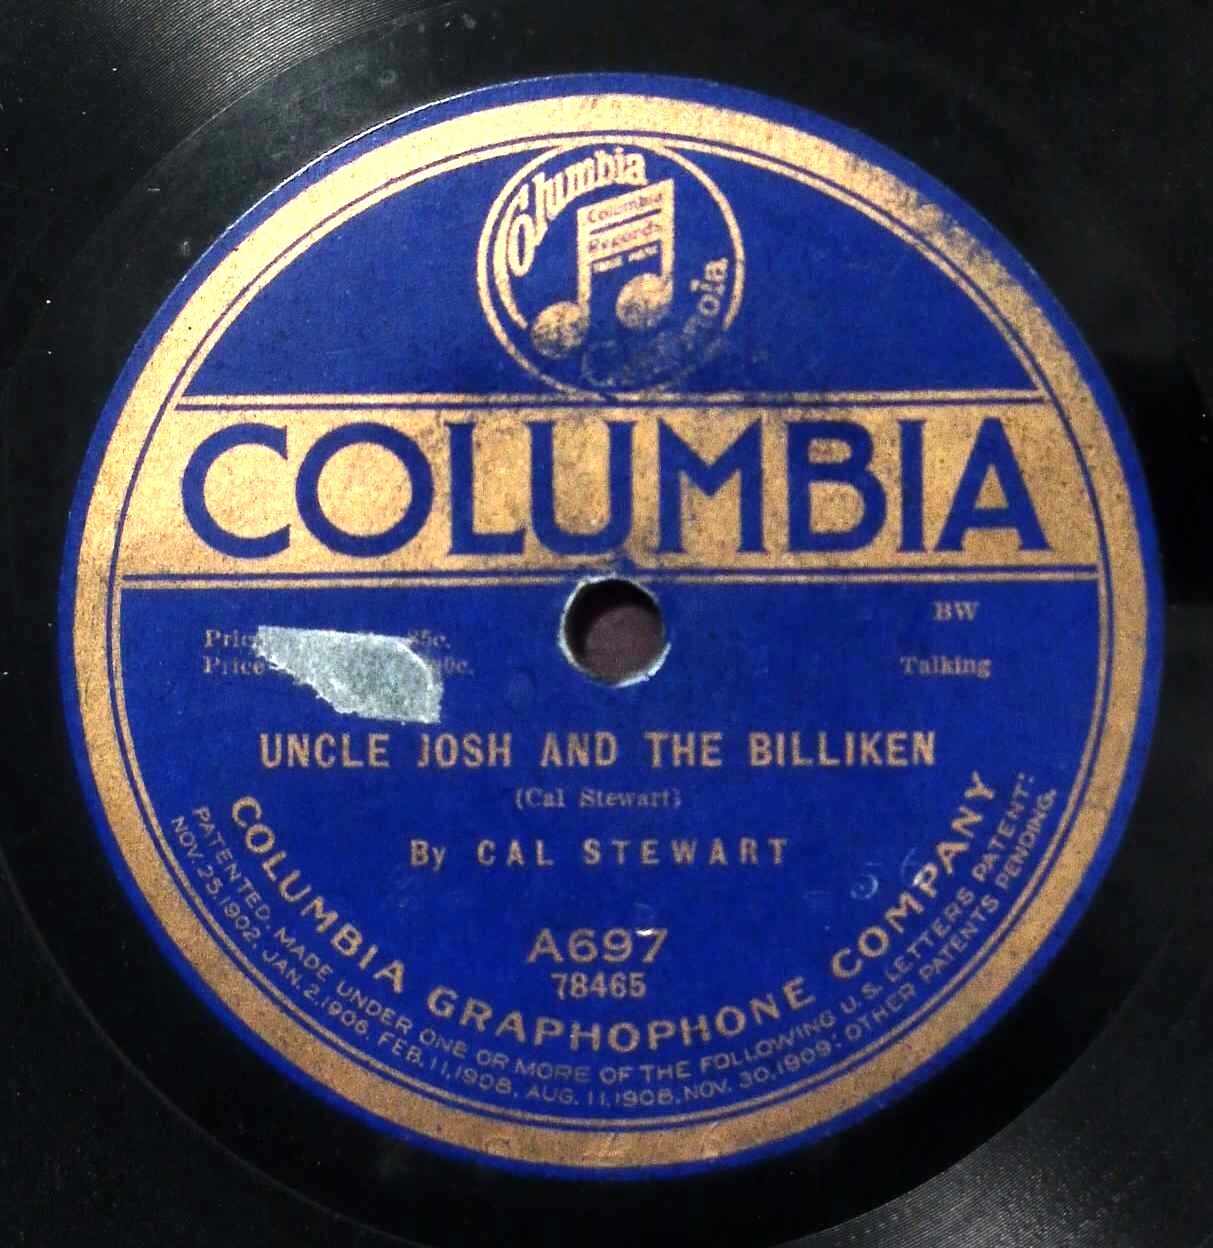 Columbia
Columbia
Records
COLUMBIA
BW
85c.
Price
Talking
UNCLE JOSH AND THE BILLIKEN
(Cal Stewart)
By CAL STEWART
A697
78465
COLUMBIA GRAPHOPHONE COMPANY
PATENTED, MADE UNDER ONE OR MORE OF THE FOLLOWING U.S. LETTERS PATENT:
NOV. 25, 1902, JAN. 2, 1906, FEB. 11, 1908, AUG. 11, 1908, NOV. 30, 1909; OTHER PATENTS PENDING.